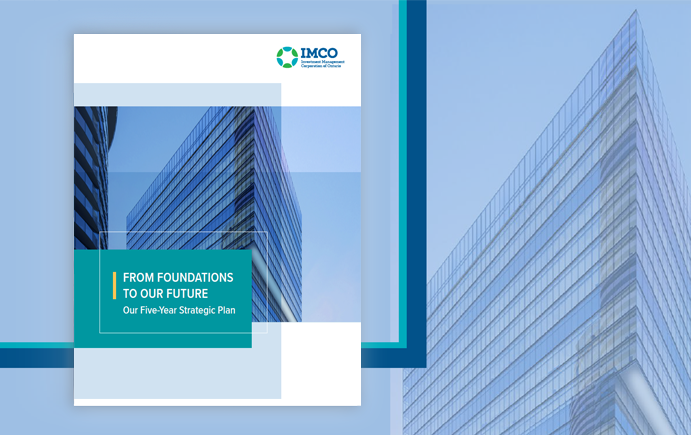 IMCO
Investment Management
Corporation of Ontario
FROM FOUNDATIONS
TO OUR FUTURE
Our Five-Year Strategic Plan